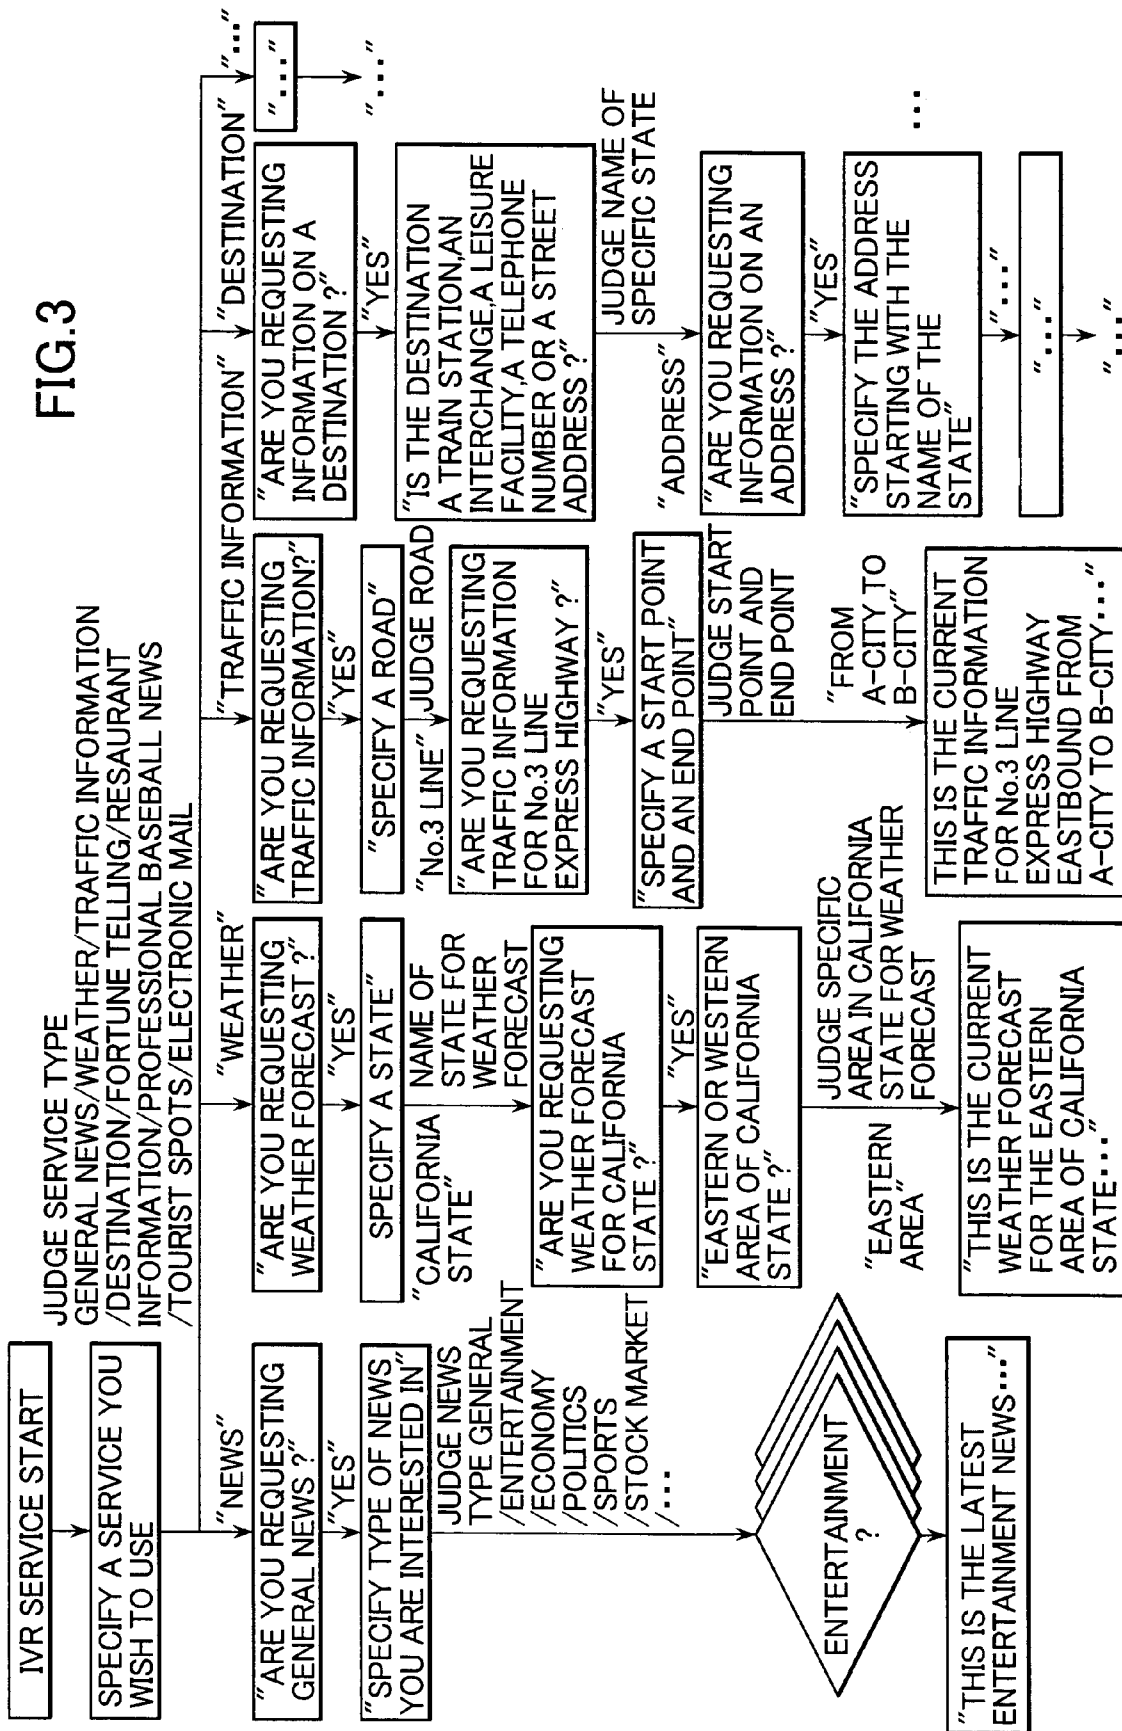 FIG.3
IVR SERVICE START
SPECIFY A SERVICE YOU
WISH TO USE
JUDGE SERVICE TYPE
GENERAL NEWS/WEATHER/TRAFFIC INFORMATION
/DESTINATION/FORTUNE TELLING/RESAURANT
INFORMATION/PROFESSIONAL BASEBALL NEWS
/TOURIST SPOTS/ELECTRONIC MAIL
"NEWS"
"ARE YOU REQUESTING
GENERAL NEWS ?"
"YES"
"SPECIFY TYPE OF NEWS
YOU ARE INTERESTED IN"
JUDGE NEWS
TYPE GENERAL
/ENTERTAINMENT
/ECONOMY
/POLITICS
/SPORTS
/STOCK MARKET
/...
ENTERTAINMENT
?
"THIS IS THE LATEST
ENTERTAINMENT NEWS..."
"WEATHER"
"ARE YOU REQUESTING
WEATHER FORECAST ?"
"YES"
SPECIFY A STATE"
"CALIFORNIA
STATE"
NAME OF
STATE FOR
WEATHER
FORECAST
"ARE YOU REQUESTING
WEATHER FORECAST
FOR CALIFORNIA
STATE ?"
"YES"
"EASTERN OR WESTERN
AREA OF CALIFORNIA
STATE ?"
"EASTERN
AREA"
JUDGE SPECIFIC
AREA IN CALIFORNIA
STATE FOR WEATHER
FORECAST
"THIS IS THE CURRENT
WEATHER FORECAST
FOR THE EASTERN
AREA OF CALIFORNIA
STATE..."
"TRAFFIC INFORMATION"
"ARE YOU REQUESTING
TRAFFIC INFORMATION?"
"YES"
"SPECIFY A ROAD"
"No.3 LINE"
JUDGE ROAD
"ARE YOU REQUESTING
TRAFFIC INFORMATION
FOR No.3 LINE
EXPRESS HIGHWAY ?"
"YES"
"SPECIFY A START POINT
AND AN END POINT"
JUDGE START
POINT AND
END POINT
"FROM
A-CITY TO
B-CITY"
THIS IS THE CURRENT
TRAFFIC INFORMATION
FOR No.3 LINE
EXPRESS HIGHWAY
EASTBOUND FROM
A-CITY TO B-CITY..."
"DESTINATION"
"ARE YOU REQUESTING
INFORMATION ON A
DESTINATION ?"
"YES"
"IS THE DESTINATION
A TRAIN STATION,AN
INTERCHANGE,A LEISURE
FACILITY,A TELEPHONE
NUMBER OR A STREET
ADDRESS ?"
"ADDRESS"
JUDGE NAME OF
SPECIFIC STATE
"ARE YOU REQUESTING
INFORMATION ON AN
ADDRESS ?"
"YES"
"SPECIFY THE ADDRESS
STARTING WITH THE
NAME OF THE
STATE"
"..."
"..."
"..."
"..."
"..."
"..."
...